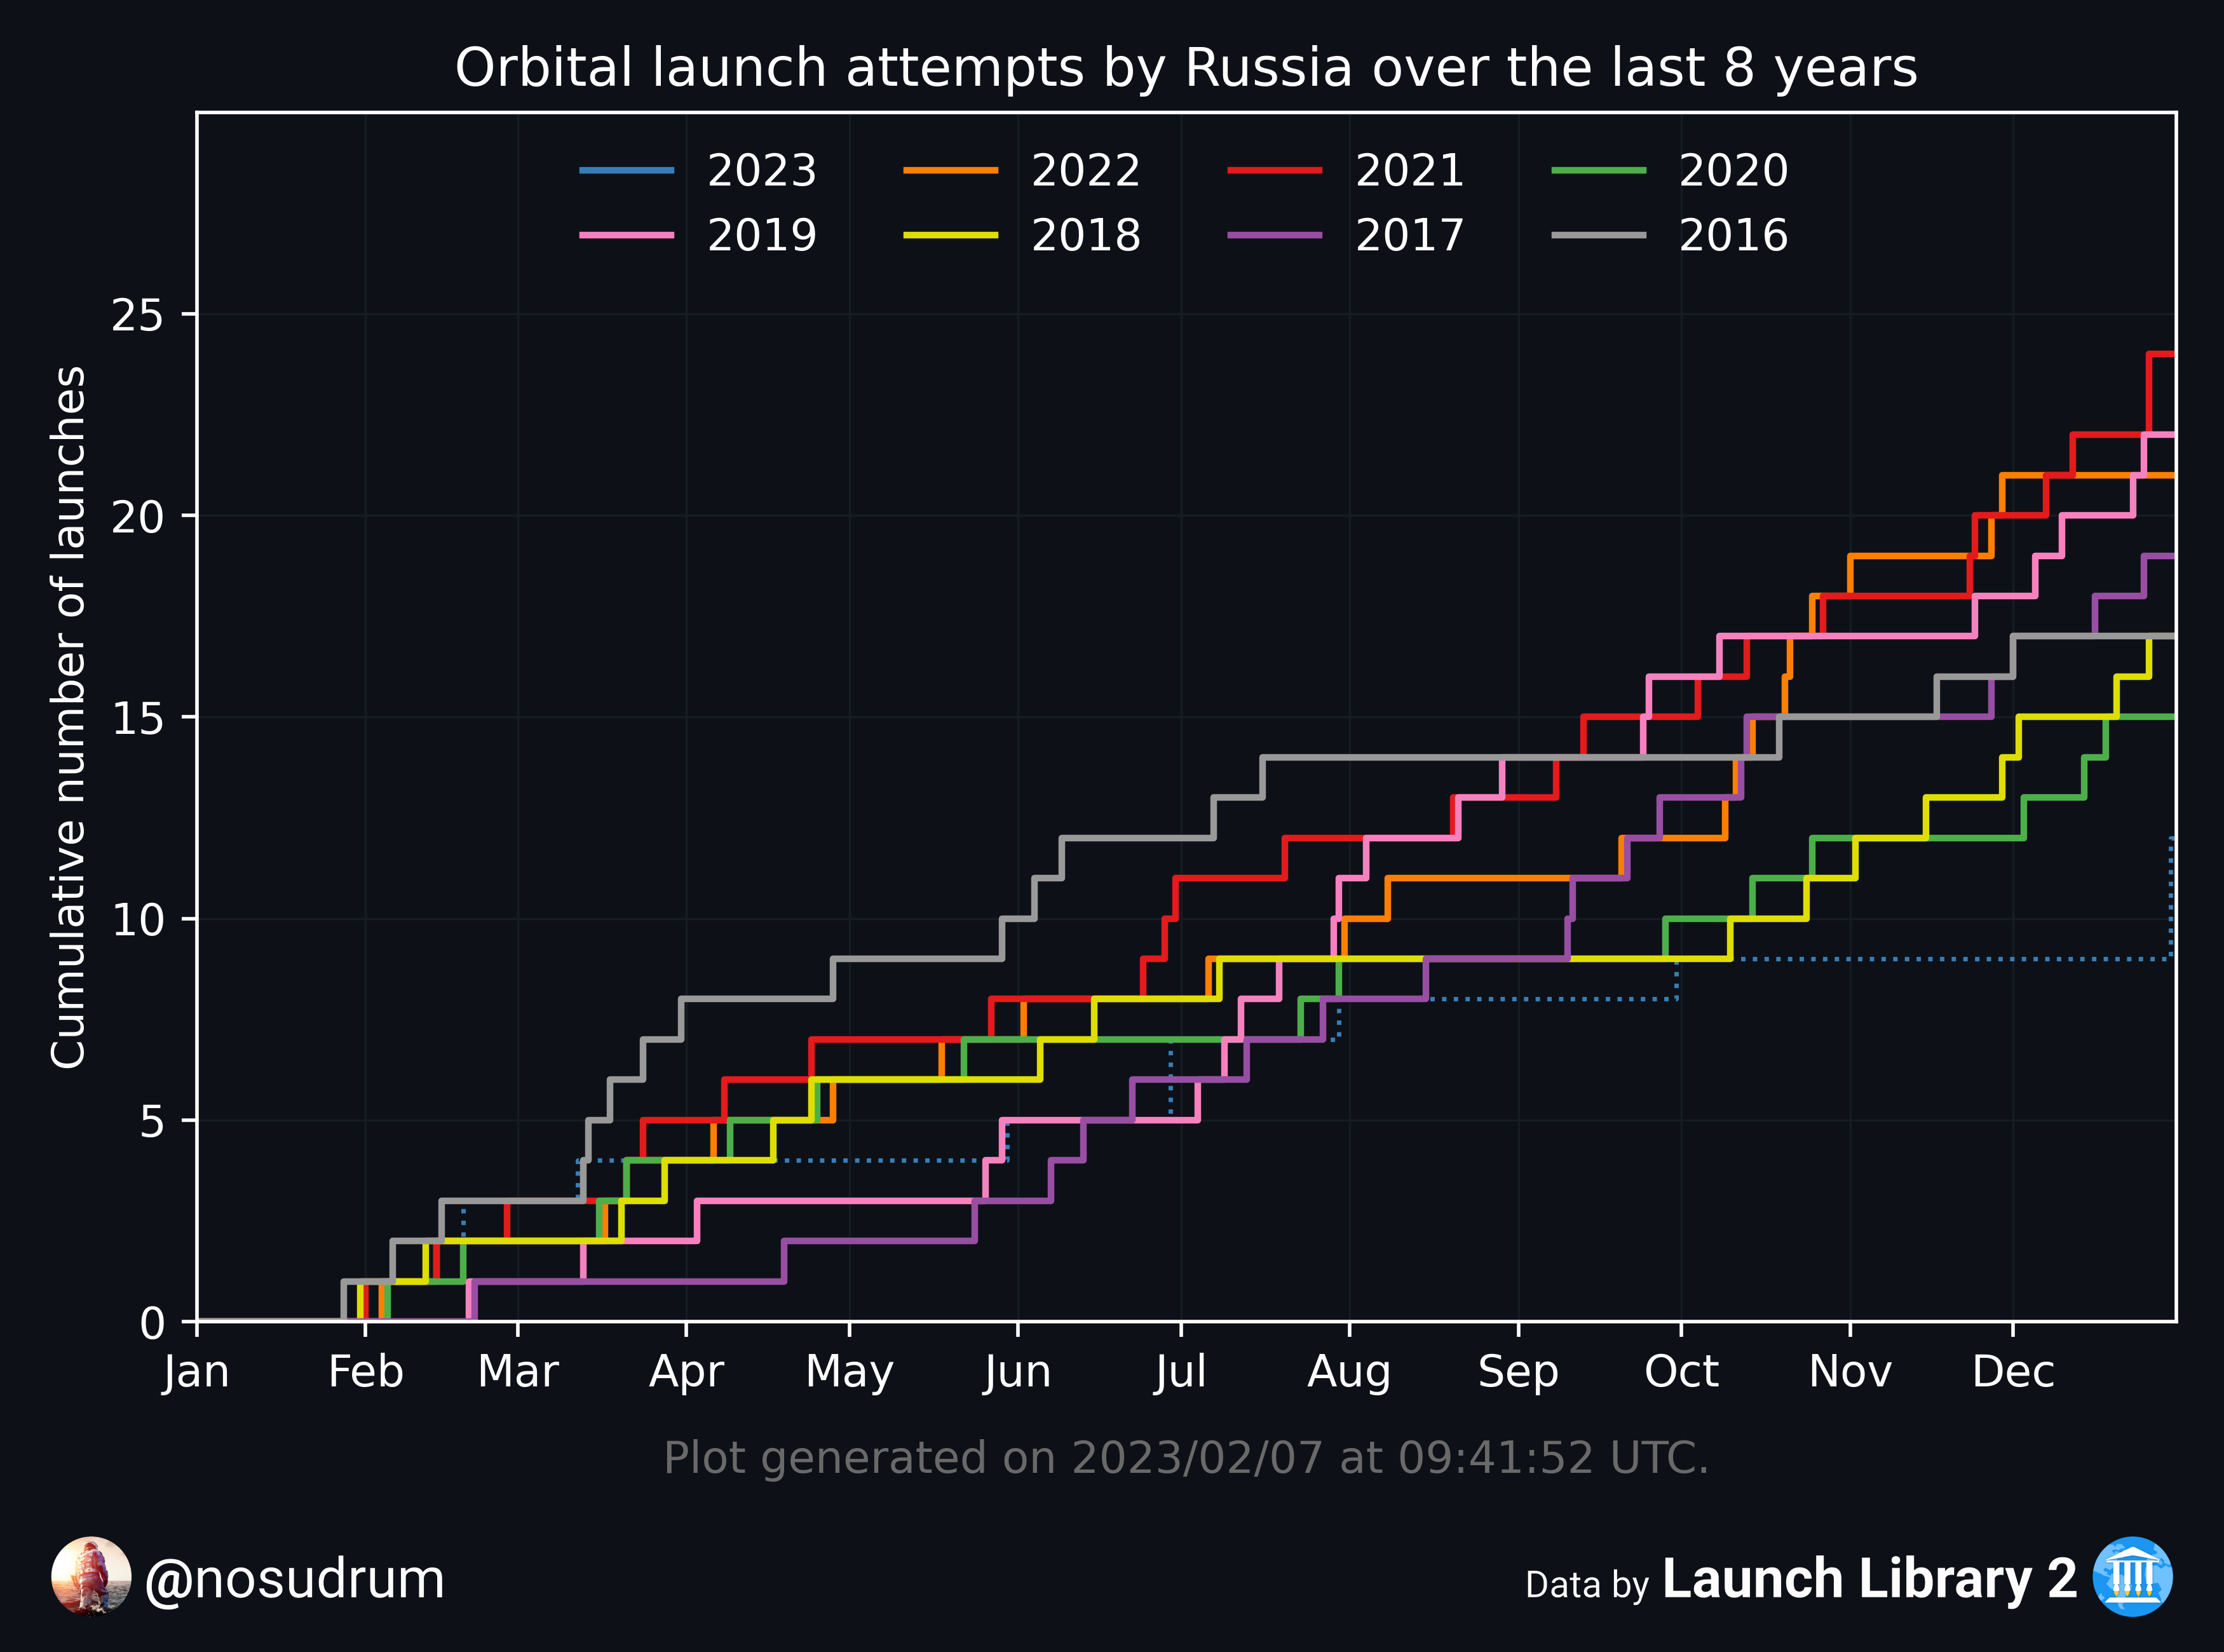 Orbital launch attempts by Russia over the last 8 years
2023 2022 2021 2020
2019 2018 2017 2016
Cumulative number of launches
25
20
15
10
5
0
Jan Feb Mar Apr May Jun Jul Aug Sep Oct Nov Dec
Plot generated on 2023/02/07 at 09:41:52 UTC.
@nosudrum
Data by Launch Library 2